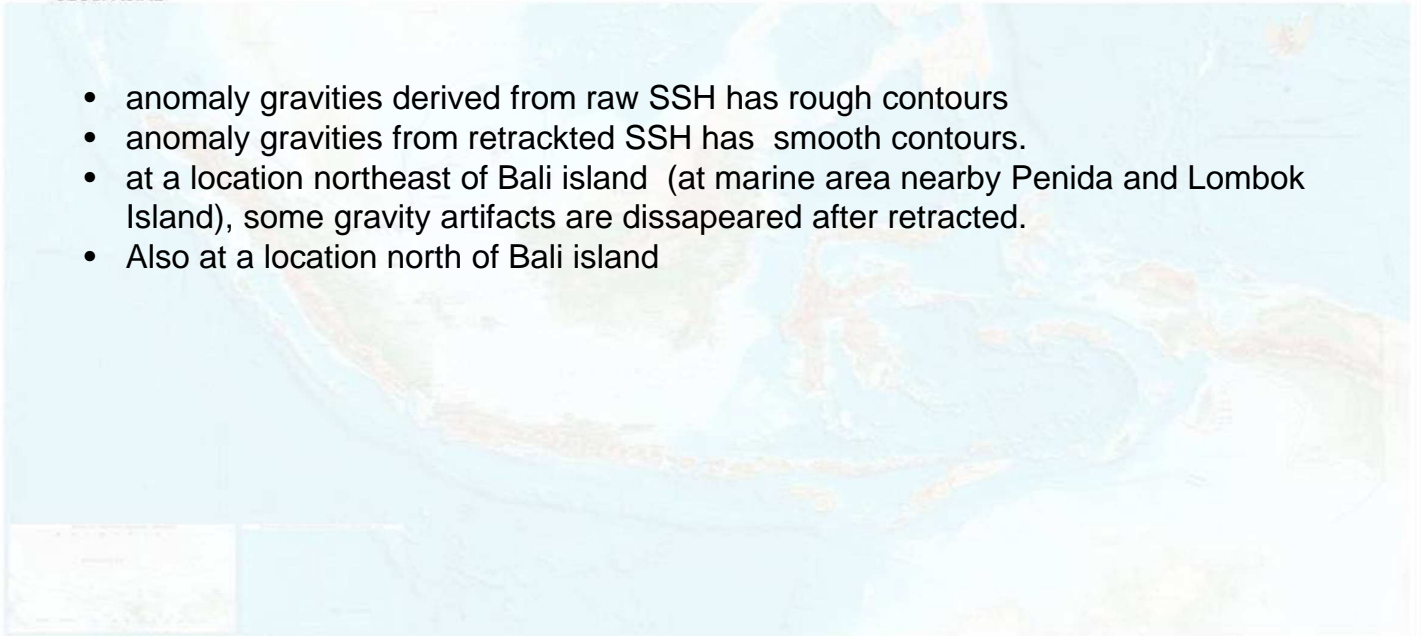 • anomaly gravities derived from raw SSH has rough contours
• anomaly gravities from retrackted SSH has  smooth contours.
• at a location northeast of Bali island  (at marine area nearby Penida and Lombok
Island), some gravity artifacts are dissapeared after retracted.
• Also at a location north of Bali island